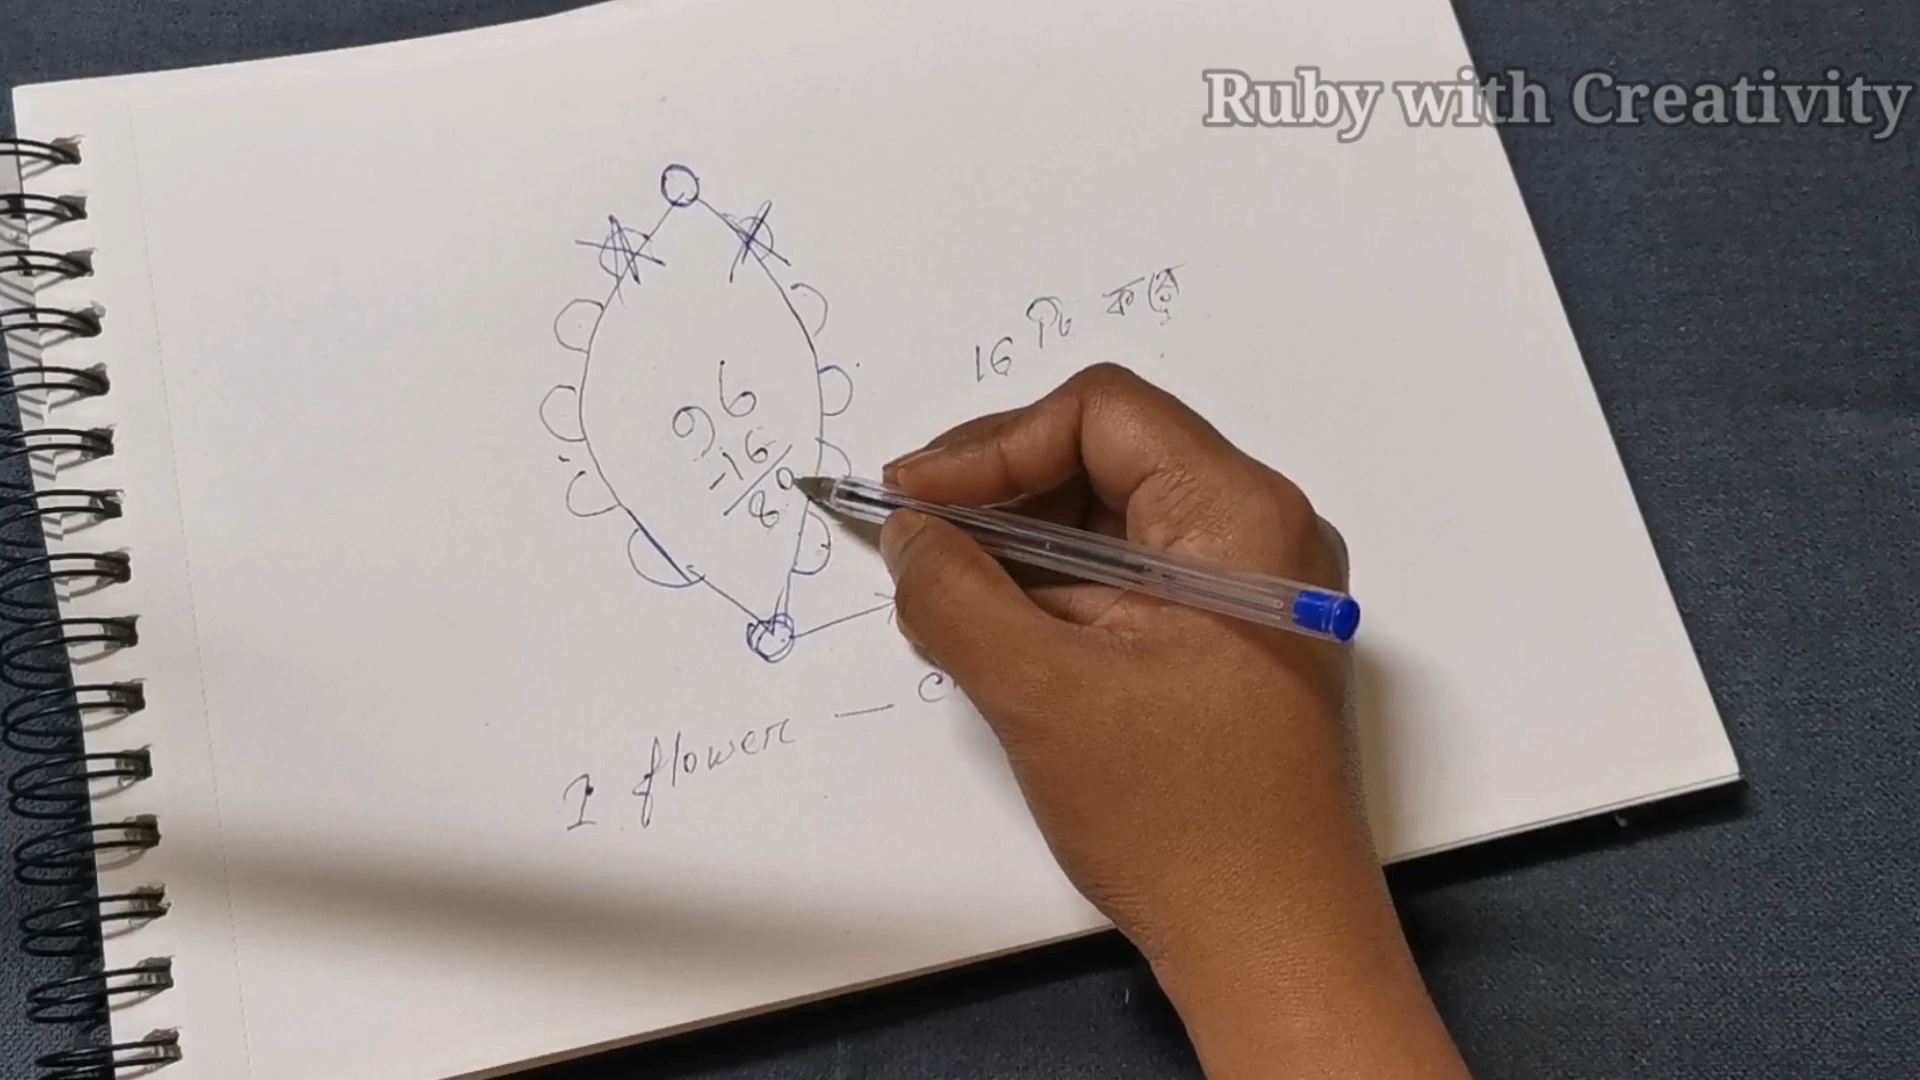 Ruby with Creativity
16 টি করে
96
-16
80
1 flower —